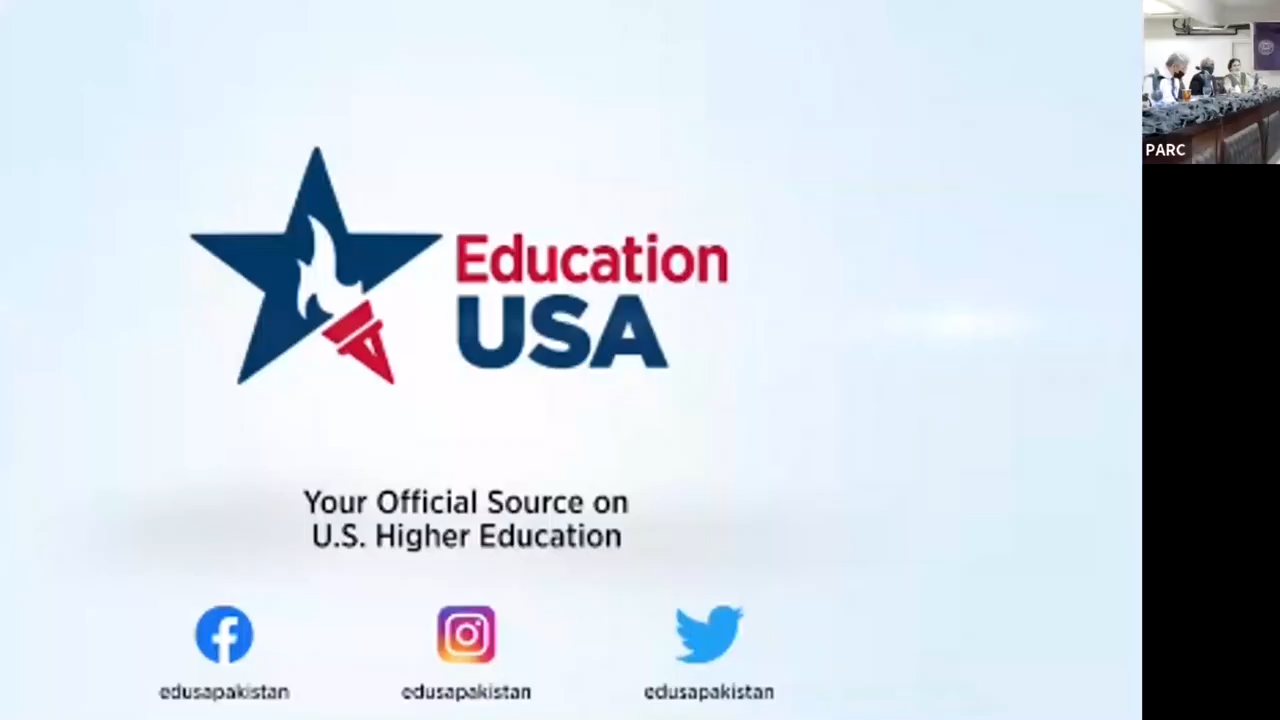 Education
USA
Your Official Source on
U.S. Higher Education
edusapakistan
edusapakistan
edusapakistan
PARC